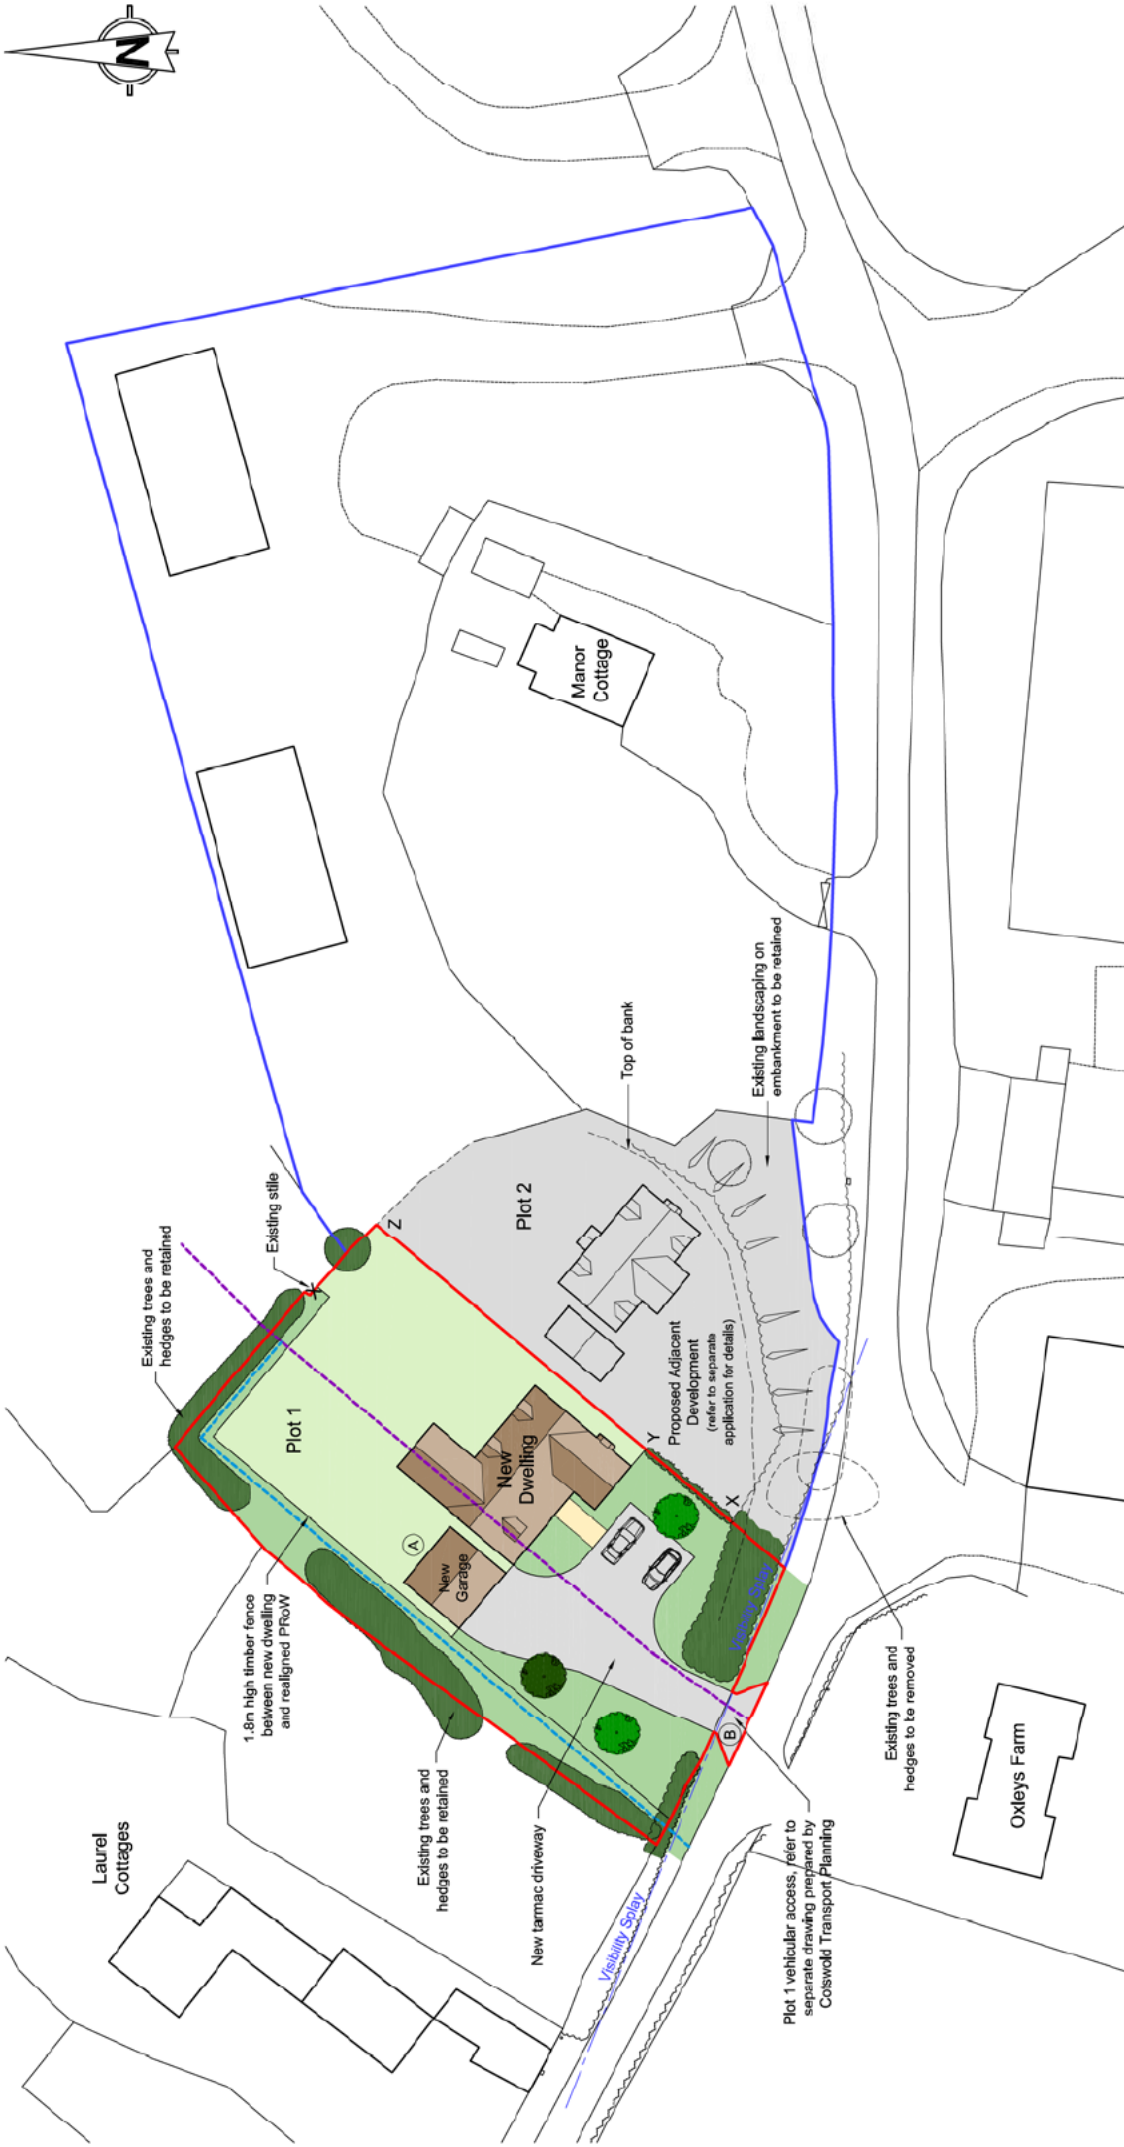 N
Laurel
Cottages
Existing trees and
hedges to be retained
Existing stile
1.8n high timber fence
beween new dwelling
and realigned PRoW
Plot 1
Z
A
New
Garage
New
Dwelling
Plot 2
Top of bank
Manor
Cottage
Existing trees and
hedges to be retained
Y
Proposed Adjacent
Development
(refer to separate
application for details)
X
Existing landscaping on
embankment to be retained
New tarmac driveway
Visibility Splay
B
Visibility Splay
Plot 1 vehicular access, refer to
separate drawing prepared by
Cotswold Transport Planning
Existing trees and
hedges to be removed
Oxleys Farm